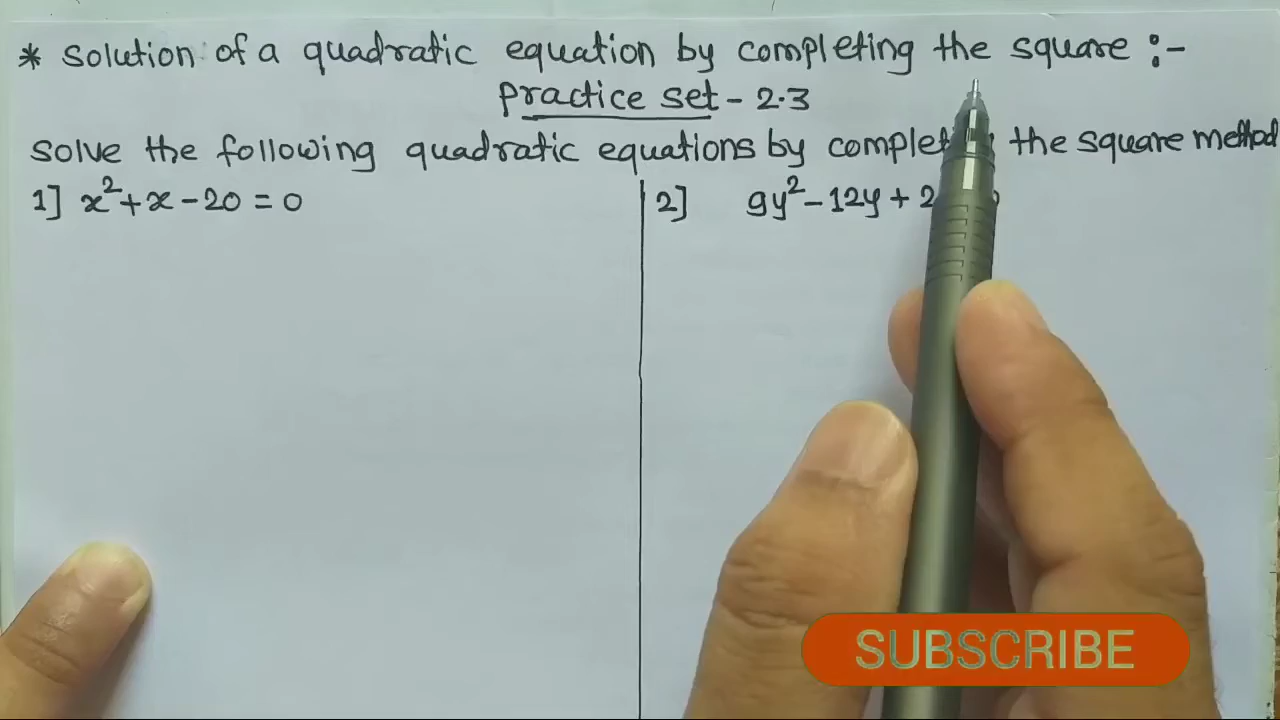 * Solution of a quadratic equation by completing the square :-
Practice set - 2.3
Solve the following quadratic equations by the square method
1] x²+x-20=0
2] 9y²-12y+2
SUBSCRIBE